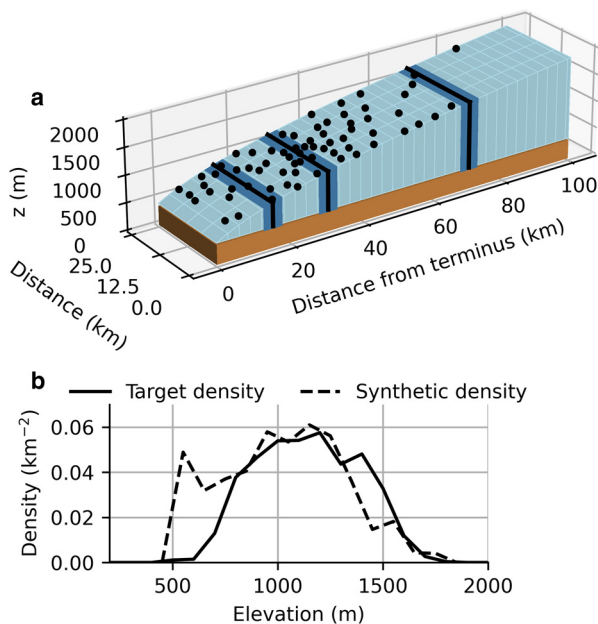 a
2000
1500
1000
500
0
z (m)
25.0
12.5
0.0
Distance (km)
0
20
40
60
80
100
Distance from terminus (km)
b
Target density
Synthetic density
0.06
0.04
0.02
0.00
Density (km⁻²)
500
1000
1500
2000
Elevation (m)